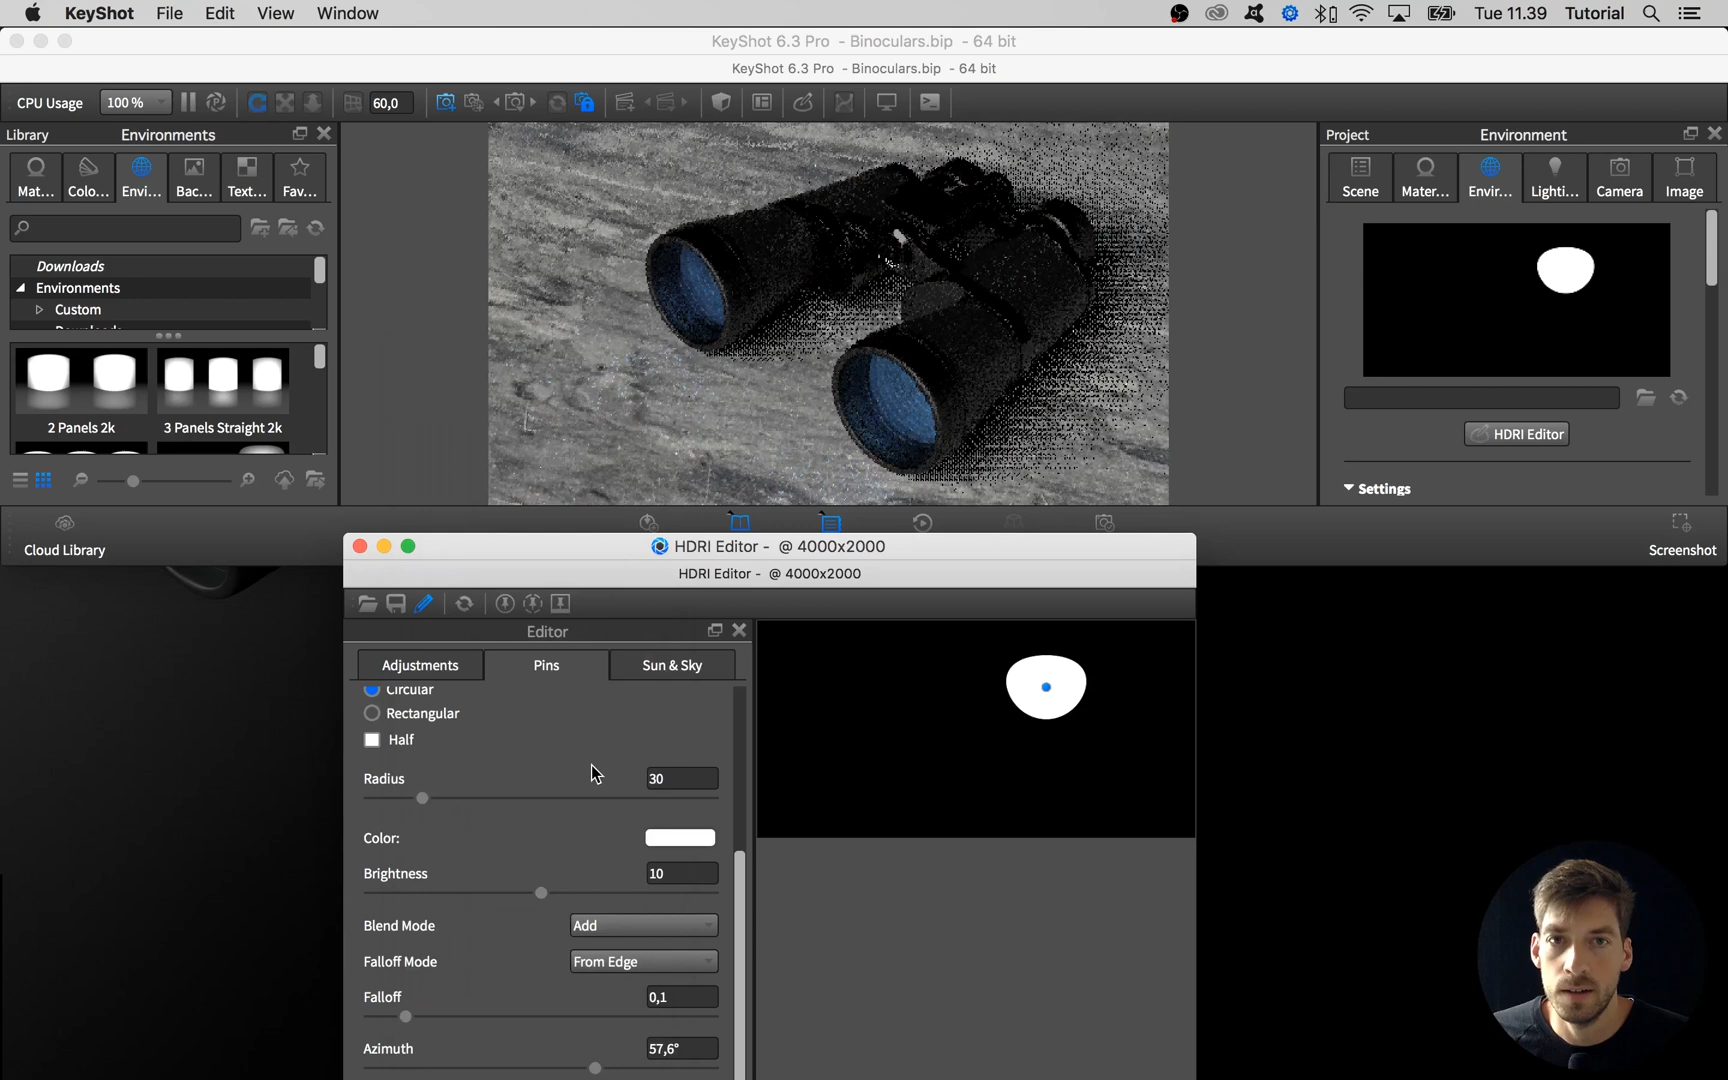 KeyShot File Edit View Window Tue 11.39 Tutorial
KeyShot 6.3 Pro - Binoculars.bip - 64 bit
KeyShot 6.3 Pro - Binoculars.bip - 64 bit
CPU Usage 100 % 60,0
Library Environments
Mat... Colo... Envi... Bac... Text... Fav...
Downloads
Environments
Custom
2 Panels 2k 3 Panels Straight 2k
Project Environment
Scene Mater... Envir... Lighti... Camera Image
HDRI Editor
Settings
Cloud Library
Screenshot
HDRI Editor - @ 4000x2000
HDRI Editor - @ 4000x2000
Editor
Adjustments Pins Sun & Sky
Circular
Rectangular
Half
Radius 30
Color:
Brightness 10
Blend Mode Add
Falloff Mode From Edge
Falloff 0,1
Azimuth 57,6°